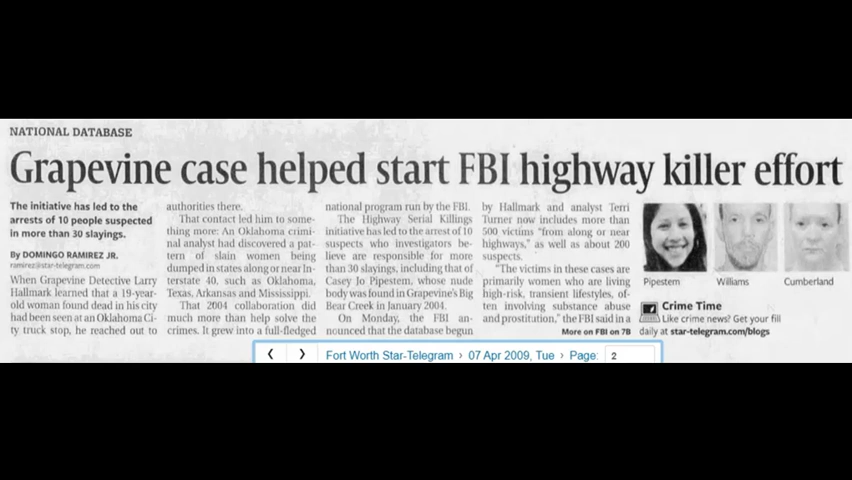 NATIONAL DATABASE
Grapevine case helped start FBI highway killer effort
The initiative has led to the
arrests of 10 people suspected
in more than 30 slayings.
By DOMINGO RAMIREZ JR.
ramirez@star-telegram.com
When Grapevine Detective Larry
Hallmark learned that a 19-year-
old woman found dead in his city
had been seen at an Oklahoma Ci-
ty truck stop, he reached out to
authorities there.
That contact led him to some-
thing more: An Oklahoma crimi-
nal analyst had discovered a pat-
tern of slain women being
dumped in states along or near In-
terstate 40, such as Oklahoma,
Texas, Arkansas and Mississippi.
That 2004 collaboration did
much more than help solve the
crimes. It grew into a full-fledged
national program run by the FBI.
The Highway Serial Killings
initiative has led to the arrest of 10
suspects who investigators be-
lieve are responsible for more
than 30 slayings, including that of
Casey Jo Pipestem, whose nude
body was found in Grapevine's Big
Bear Creek in January 2004.
On Monday, the FBI an-
nounced that the database begun
by Hallmark and analyst Terri
Turner now includes more than
500 victims "from along or near
highways," as well as about 200
suspects.
"The victims in these cases are
primarily women who are living
high-risk, transient lifestyles, of-
ten involving substance abuse
and prostitution," the FBI said in a
More on FBI on 7B
Pipestem Williams Cumberland
Crime Time
Like crime news? Get your fill
daily at star-telegram.com/blogs
Fort Worth Star-Telegram › 07 Apr 2009, Tue › Page: 2